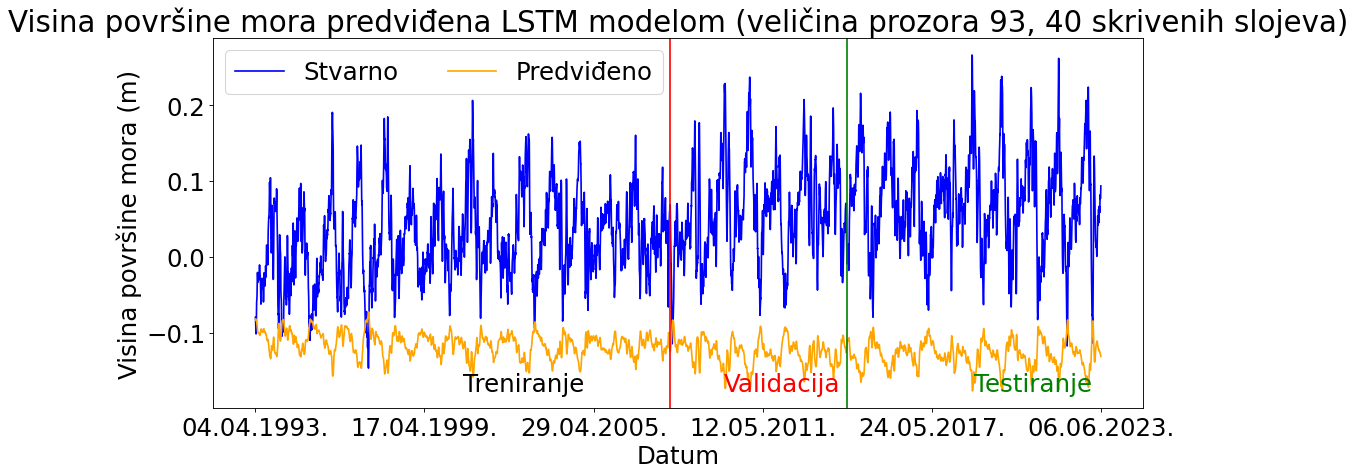 Visina površine mora predviđena LSTM modelom (veličina prozora 93, 40 skrivenih slojeva)
Stvarno
Predviđeno
Visina površine mora (m)
0.2
0.1
0.0
−0.1
Treniranje
Validacija
Testiranje
04.04.1993.
17.04.1999.
29.04.2005.
12.05.2011.
24.05.2017.
06.06.2023.
Datum